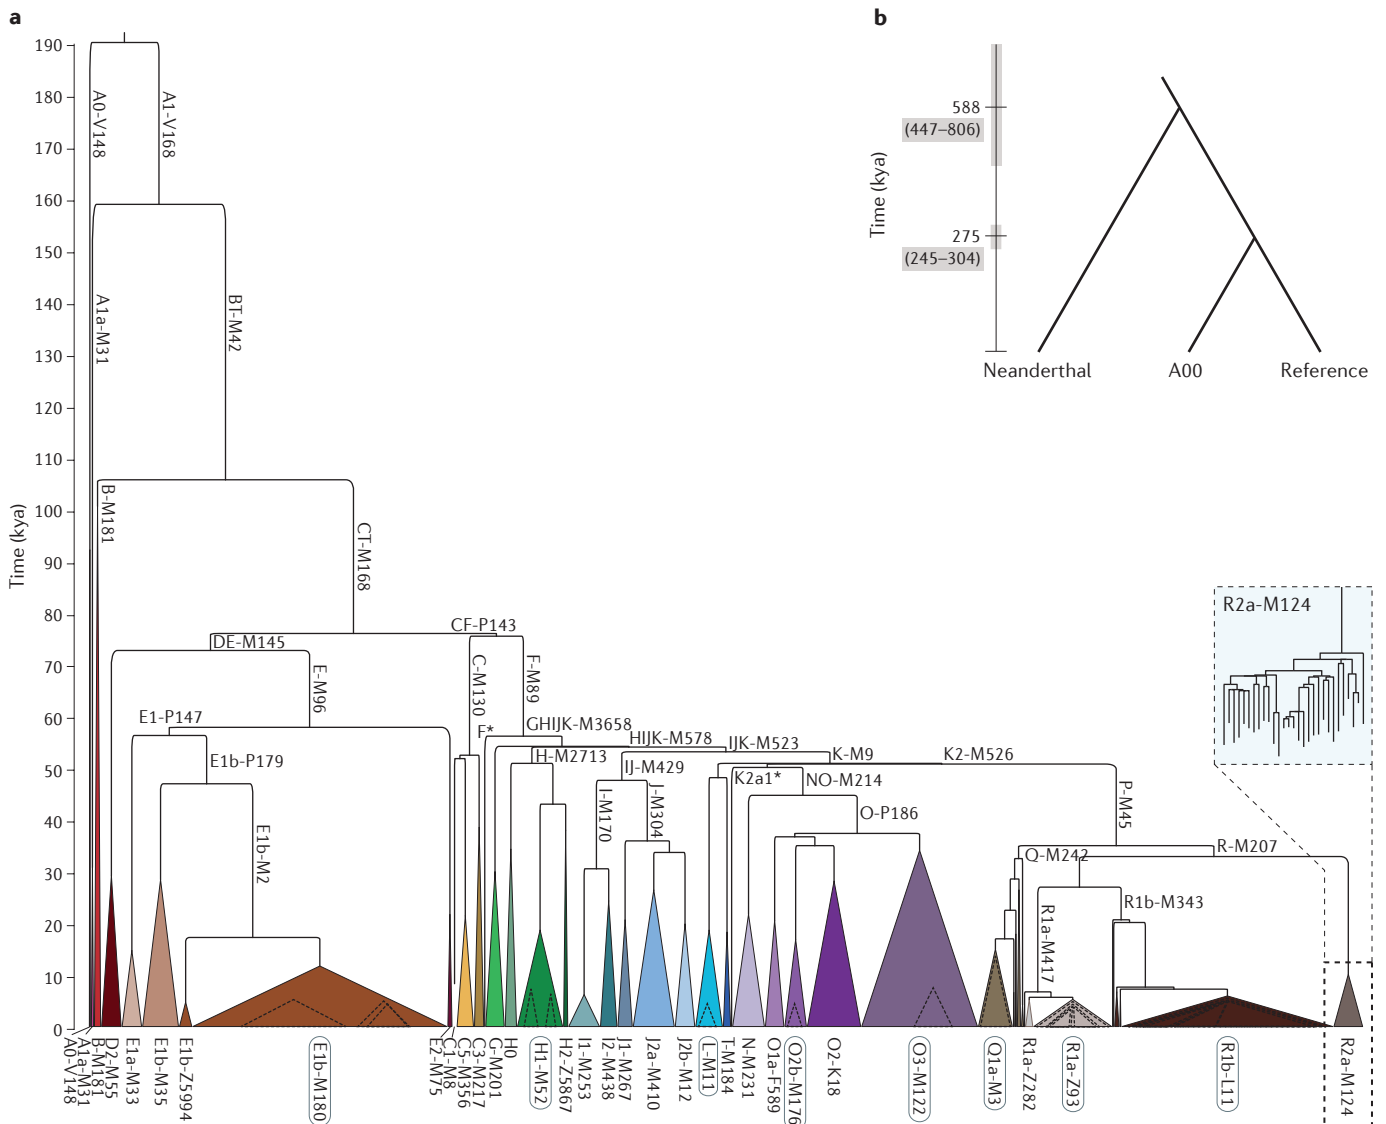 a
b
190
180
170
160
150
140
130
120
110
100
90
80
70
60
50
40
30
20
10
0
Time (kya)
A0-V148
A1-V168
A1a-M31
BT-M42
B-M181
CT-M168
DE-M145
CF-P143
E-M96
C-M130
F-M89
E1-P147
F*
GHIJK-M3658
HIJK-M578
IJK-M523
E1b-P179
H-M2713
IJ-M429
K-M9
K2-M526
K2a1*
NO-M214
E1b-M2
I-M170
J-M304
O-P186
P-M45
Q-M242
R-M207
R1a-M417
R1b-M343
A0-V148
A1a-M31
B-M181
D2-M55
E1a-M33
E1b-M35
E1b-Z5994
E1b-M180
E2-M75
C1-M8
C5-M356
C3-M217
G-M201
H0
H1-M52
H2-Z5867
I1-M253
I2-M438
J1-M267
J2a-M410
J2b-M12
L-M11
T-M184
N-M231
O1a-F589
O2b-M176
O2-K18
O3-M122
Q1a-M3
R1a-Z282
R1a-Z93
R1b-L11
R2a-M124
R2a-M124
Time (kya)
588
(447–806)
275
(245–304)
Neanderthal
A00
Reference